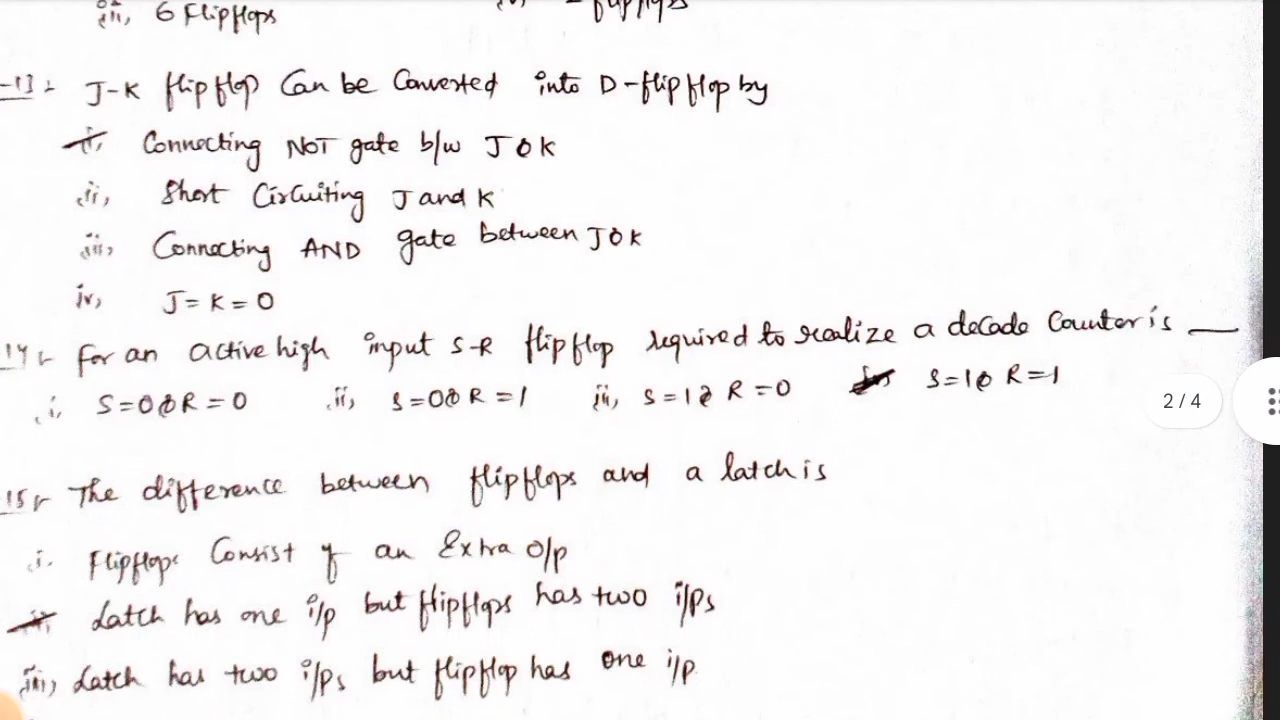 iii, 6 Flipflops
-13: J-K flipflop Can be Converted into D-flipflop by
i, Connecting NOT gate b/w J & K
ii, Short Circuiting J and K
iii, Connecting AND gate between J & K
iv, J = K = 0
14. For an active high input S-R flipflop required to realize a decade Counter is __
i, S=0 & R=0 ii, S=0 & R=1 iii, S=1 & R=0 S=1 & R=1
15. The difference between flipflops and a latch is
i. Flipflops Consist of an Extra o/p
Latch has one i/p but flipflops has two i/ps
iii, Latch has two i/ps but flipflop has one i/p
2 / 4